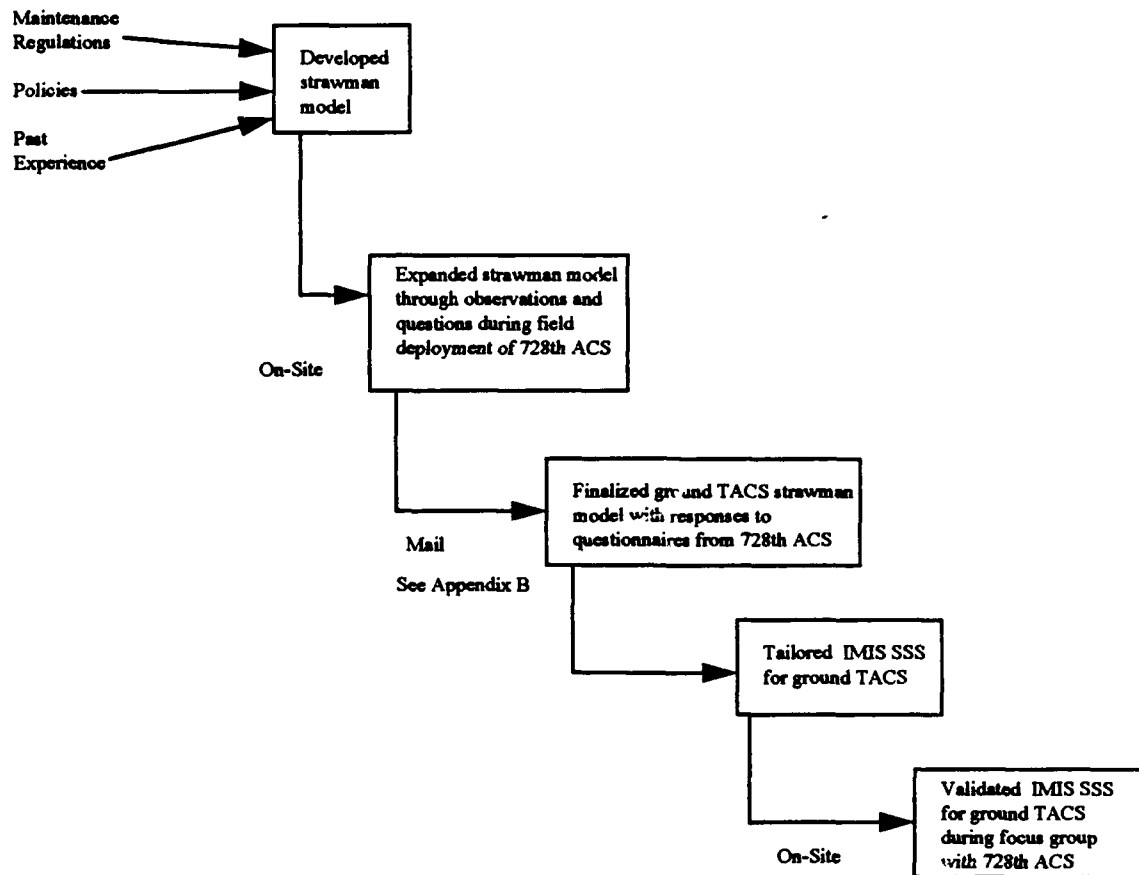 Maintenance
Regulations
Policies
Past
Experience
Developed
strawman
model
Expanded strawman model
through observations and
questions during field
deployment of 728th ACS
On-Site
Finalized ground TACS strawman
model with responses to
questionnaires from 728th ACS
Mail
See Appendix B
Tailored IMIS SSS
for ground TACS
Validated IMIS SSS
for ground TACS
during focus group
with 728th ACS
On-Site